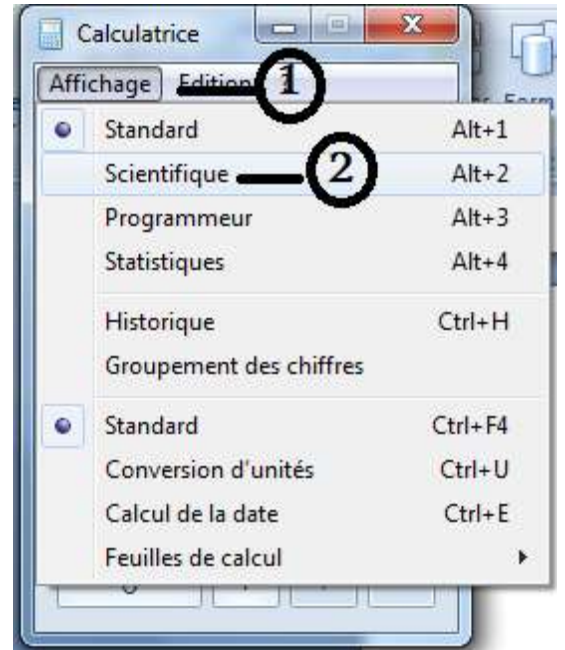 Calculatrice
Affichage Edition 1
Form
Standard Alt+1
Scientifique 2 Alt+2
Programmeur Alt+3
Statistiques Alt+4
Historique Ctrl+H
Groupement des chiffres
Standard Ctrl+F4
Conversion d'unités Ctrl+U
Calcul de la date Ctrl+E
Feuilles de calcul